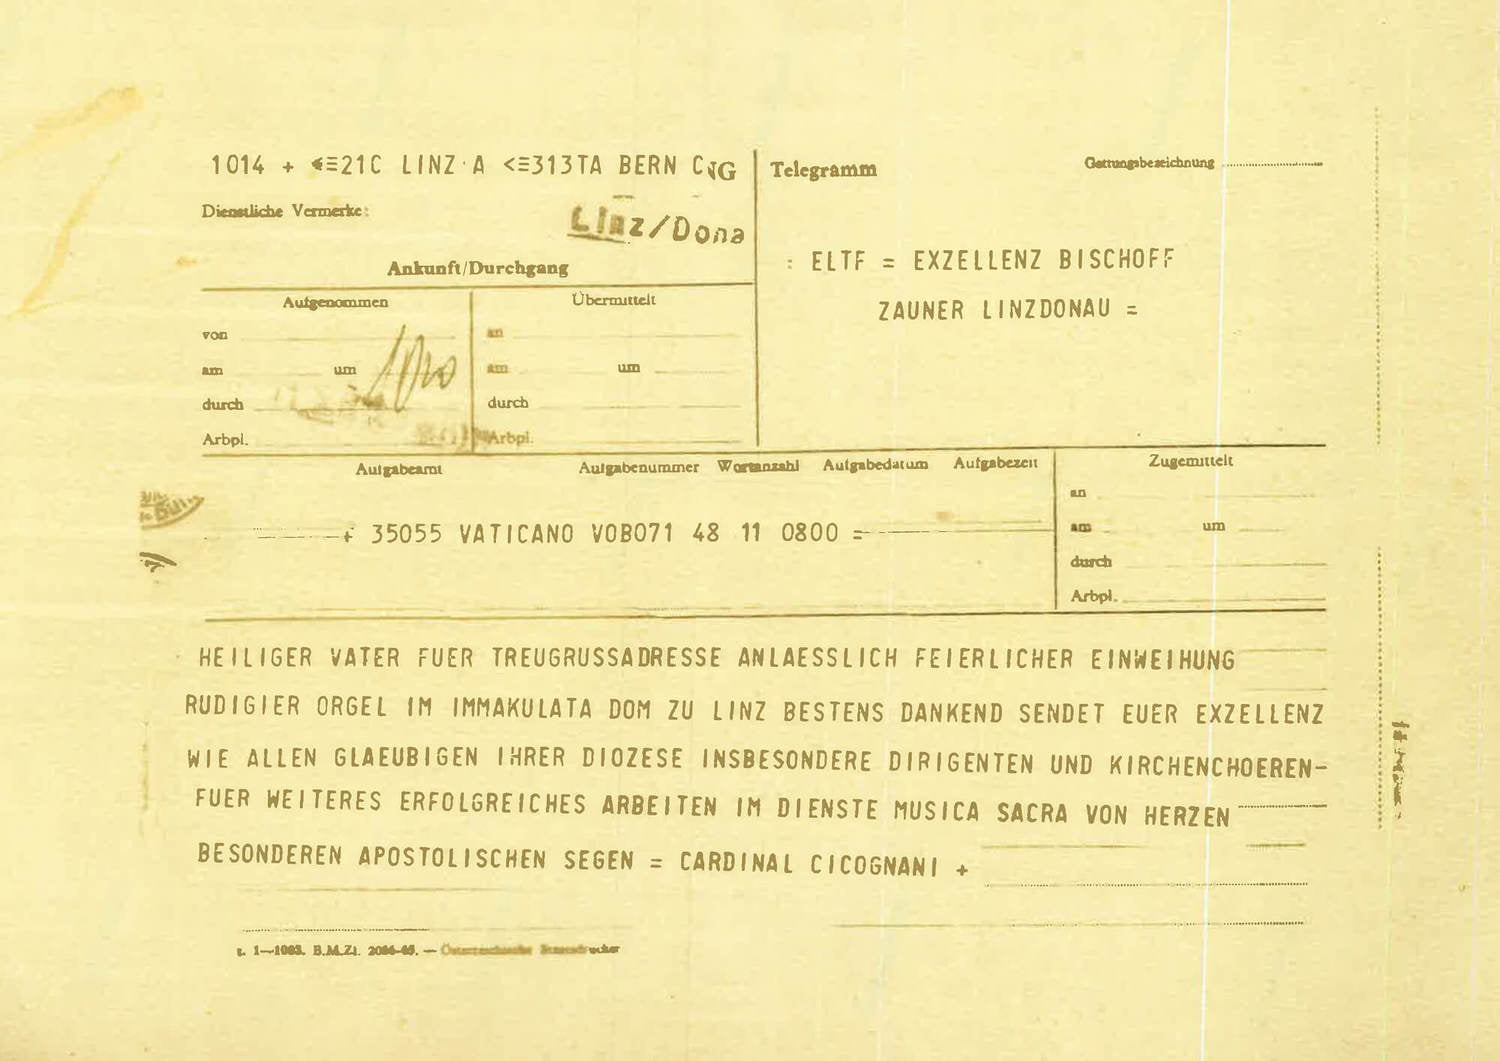 1014 + <≡21C LINZ A <≡313TA BERN C
Telegramm
Gattungsbezeichnung
Dienstliche Vermerke:
Linz/Dona
: ELTF = EXZELLENZ BISCHOFF
ZAUNER LINZDONAU =
Ankunft/Durchgang
Aufgenommen
Übermittelt
von
an
am um
am um
durch
durch
Arbpl.
Arbpl.
Aufgabeamt Aufgabenummer Wortanzahl Aufgabedatum Aufgabezeit
Zugemittelt
an
am um
durch
Arbpl.
+ 35055 VATICANO VOB071 48 11 0800 =
HEILIGER VATER FUER TREUGRUSSADRESSE ANLAESSLICH FEIERLICHER EINWEIHUNG
RUDIGIER ORGEL IM IMMAKULATA DOM ZU LINZ BESTENS DANKEND SENDET EUER EXZELLENZ
WIE ALLEN GLAEUBIGEN IHRER DIOZESE INSBESONDERE DIRIGENTEN UND KIRCHENCHOEREN-
FUER WEITERES ERFOLGREICHES ARBEITEN IM DIENSTE MUSICA SACRA VON HERZEN
BESONDEREN APOSTOLISCHEN SEGEN = CARDINAL CICOGNANI +
B.M.Zl.